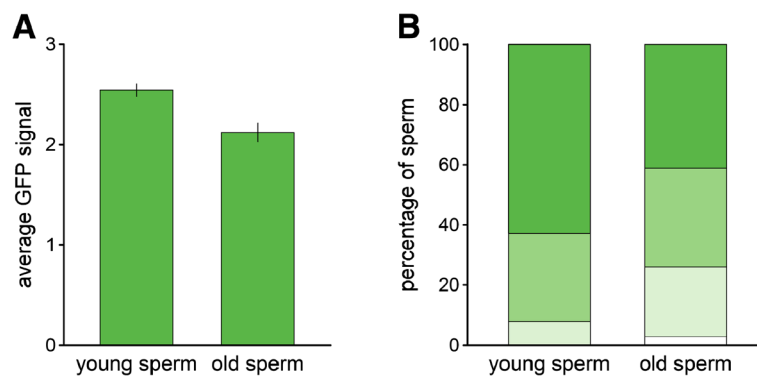 A
average GFP signal
3
2
1
0
young sperm old sperm
B
percentage of sperm
100
80
60
40
20
0
young sperm old sperm